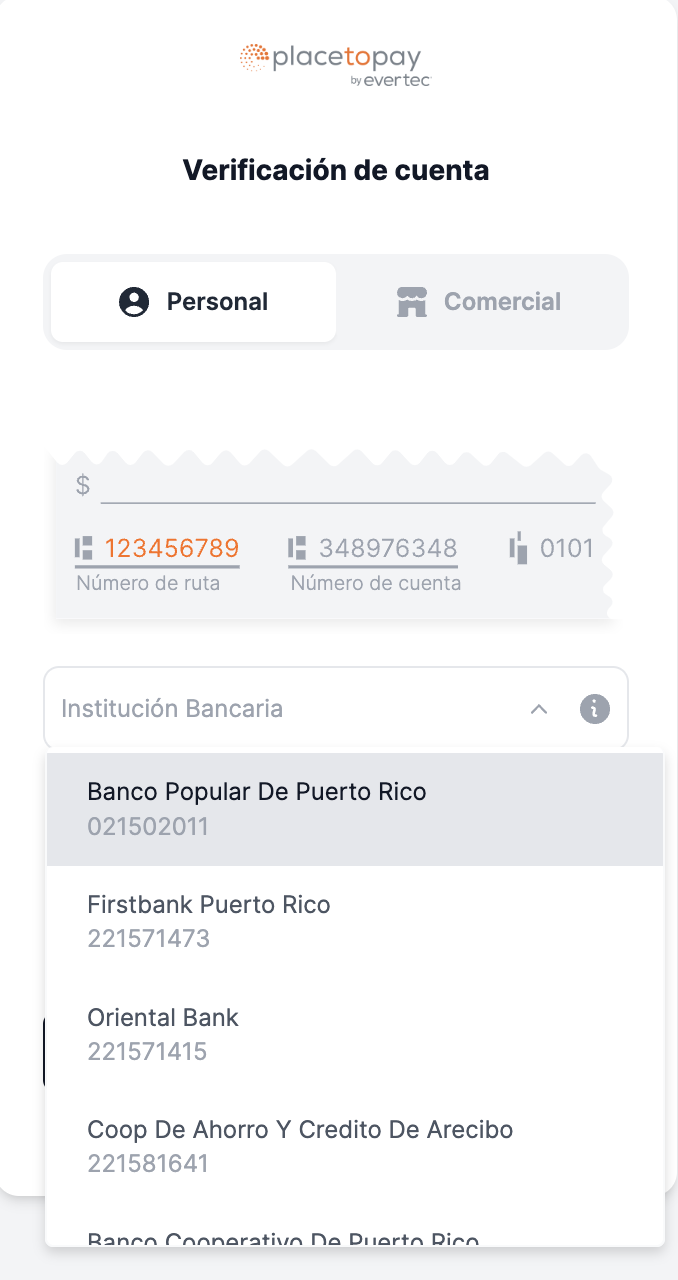 placetopay
by evertec
Verificación de cuenta
Personal
Comercial
$
123456789
348976348
0101
Número de ruta
Número de cuenta
Institución Bancaria
Banco Popular De Puerto Rico
021502011
Firstbank Puerto Rico
221571473
Oriental Bank
221571415
Coop De Ahorro Y Credito De Arecibo
221581641
Banco Cooperativo De Puerto Rico